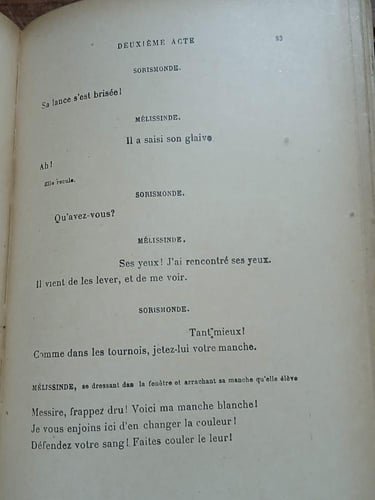 DEUXIÈME ACTE 93
SORISMONDE.
Sa lance s'est brisée!
MÉLISSINDE.
Il a saisi son glaive
Ah!
Elle recule.
SORISMONDE.
Qu'avez-vous?
MÉLISSINDE.
Ses yeux! J'ai rencontré ses yeux.
Il vient de les lever, et de me voir.
SORISMONDE.
Tant mieux!
Comme dans les tournois, jetez-lui votre manche.
MÉLISSINDE, se dressant dans la fenêtre et arrachant sa manche qu'elle élève
Messire, frappez dru! Voici ma manche blanche!
Je vous enjoins ici d'en changer la couleur!
Défendez votre sang! Faites couler le leur!